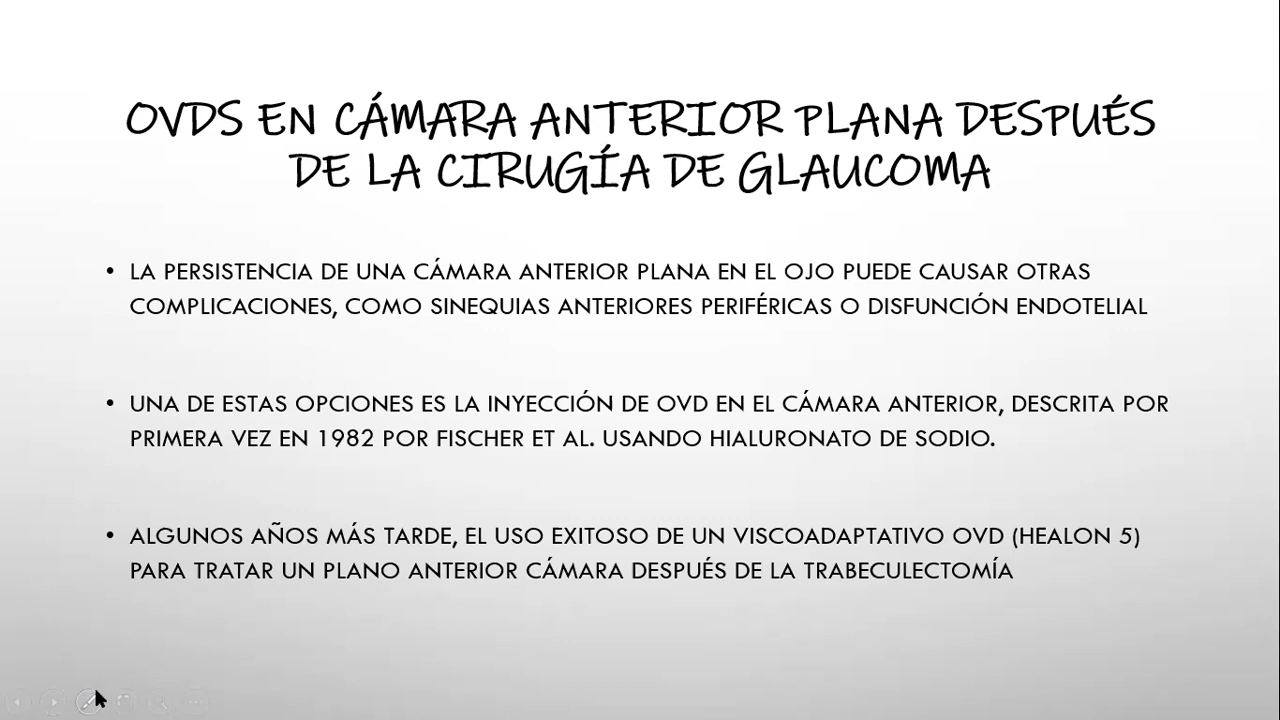 OVDS EN CÁMARA ANTERIOR PLANA DESPUÉS
DE LA CIRUGÍA DE GLAUCOMA
• LA PERSISTENCIA DE UNA CÁMARA ANTERIOR PLANA EN EL OJO PUEDE CAUSAR OTRAS
COMPLICACIONES, COMO SINEQUIAS ANTERIORES PERIFÉRICAS O DISFUNCIÓN ENDOTELIAL
• UNA DE ESTAS OPCIONES ES LA INYECCIÓN DE OVD EN EL CÁMARA ANTERIOR, DESCRITA POR
PRIMERA VEZ EN 1982 POR FISCHER ET AL. USANDO HIALURONATO DE SODIO.
• ALGUNOS AÑOS MÁS TARDE, EL USO EXITOSO DE UN VISCOADAPTATIVO OVD (HEALON 5)
PARA TRATAR UN PLANO ANTERIOR CÁMARA DESPUÉS DE LA TRABECULECTOMÍA